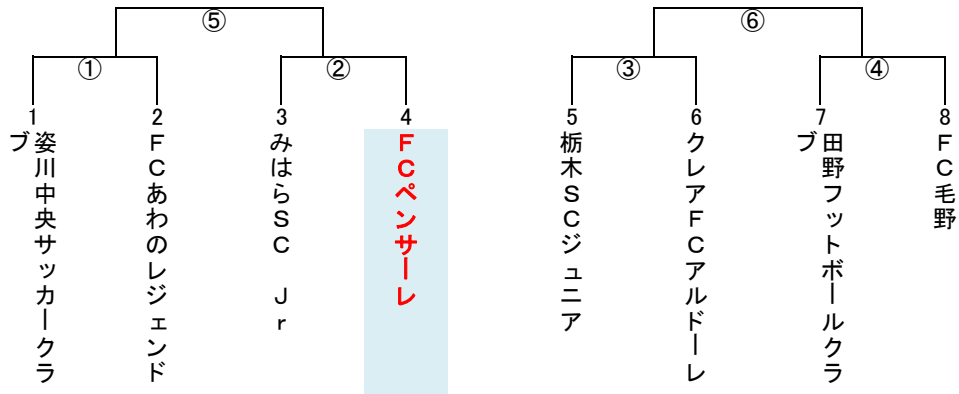 ⑤
⑥
①
②
③
④
1
2
3
4
5
6
7
8
姿川中央サッカークラブ
FCあわのレジェンド
みはらSC Jr
FCペンサーレ
栃木SCジュニア
クレアFCアルドーレ
田野フットボールクラブ
FC毛野